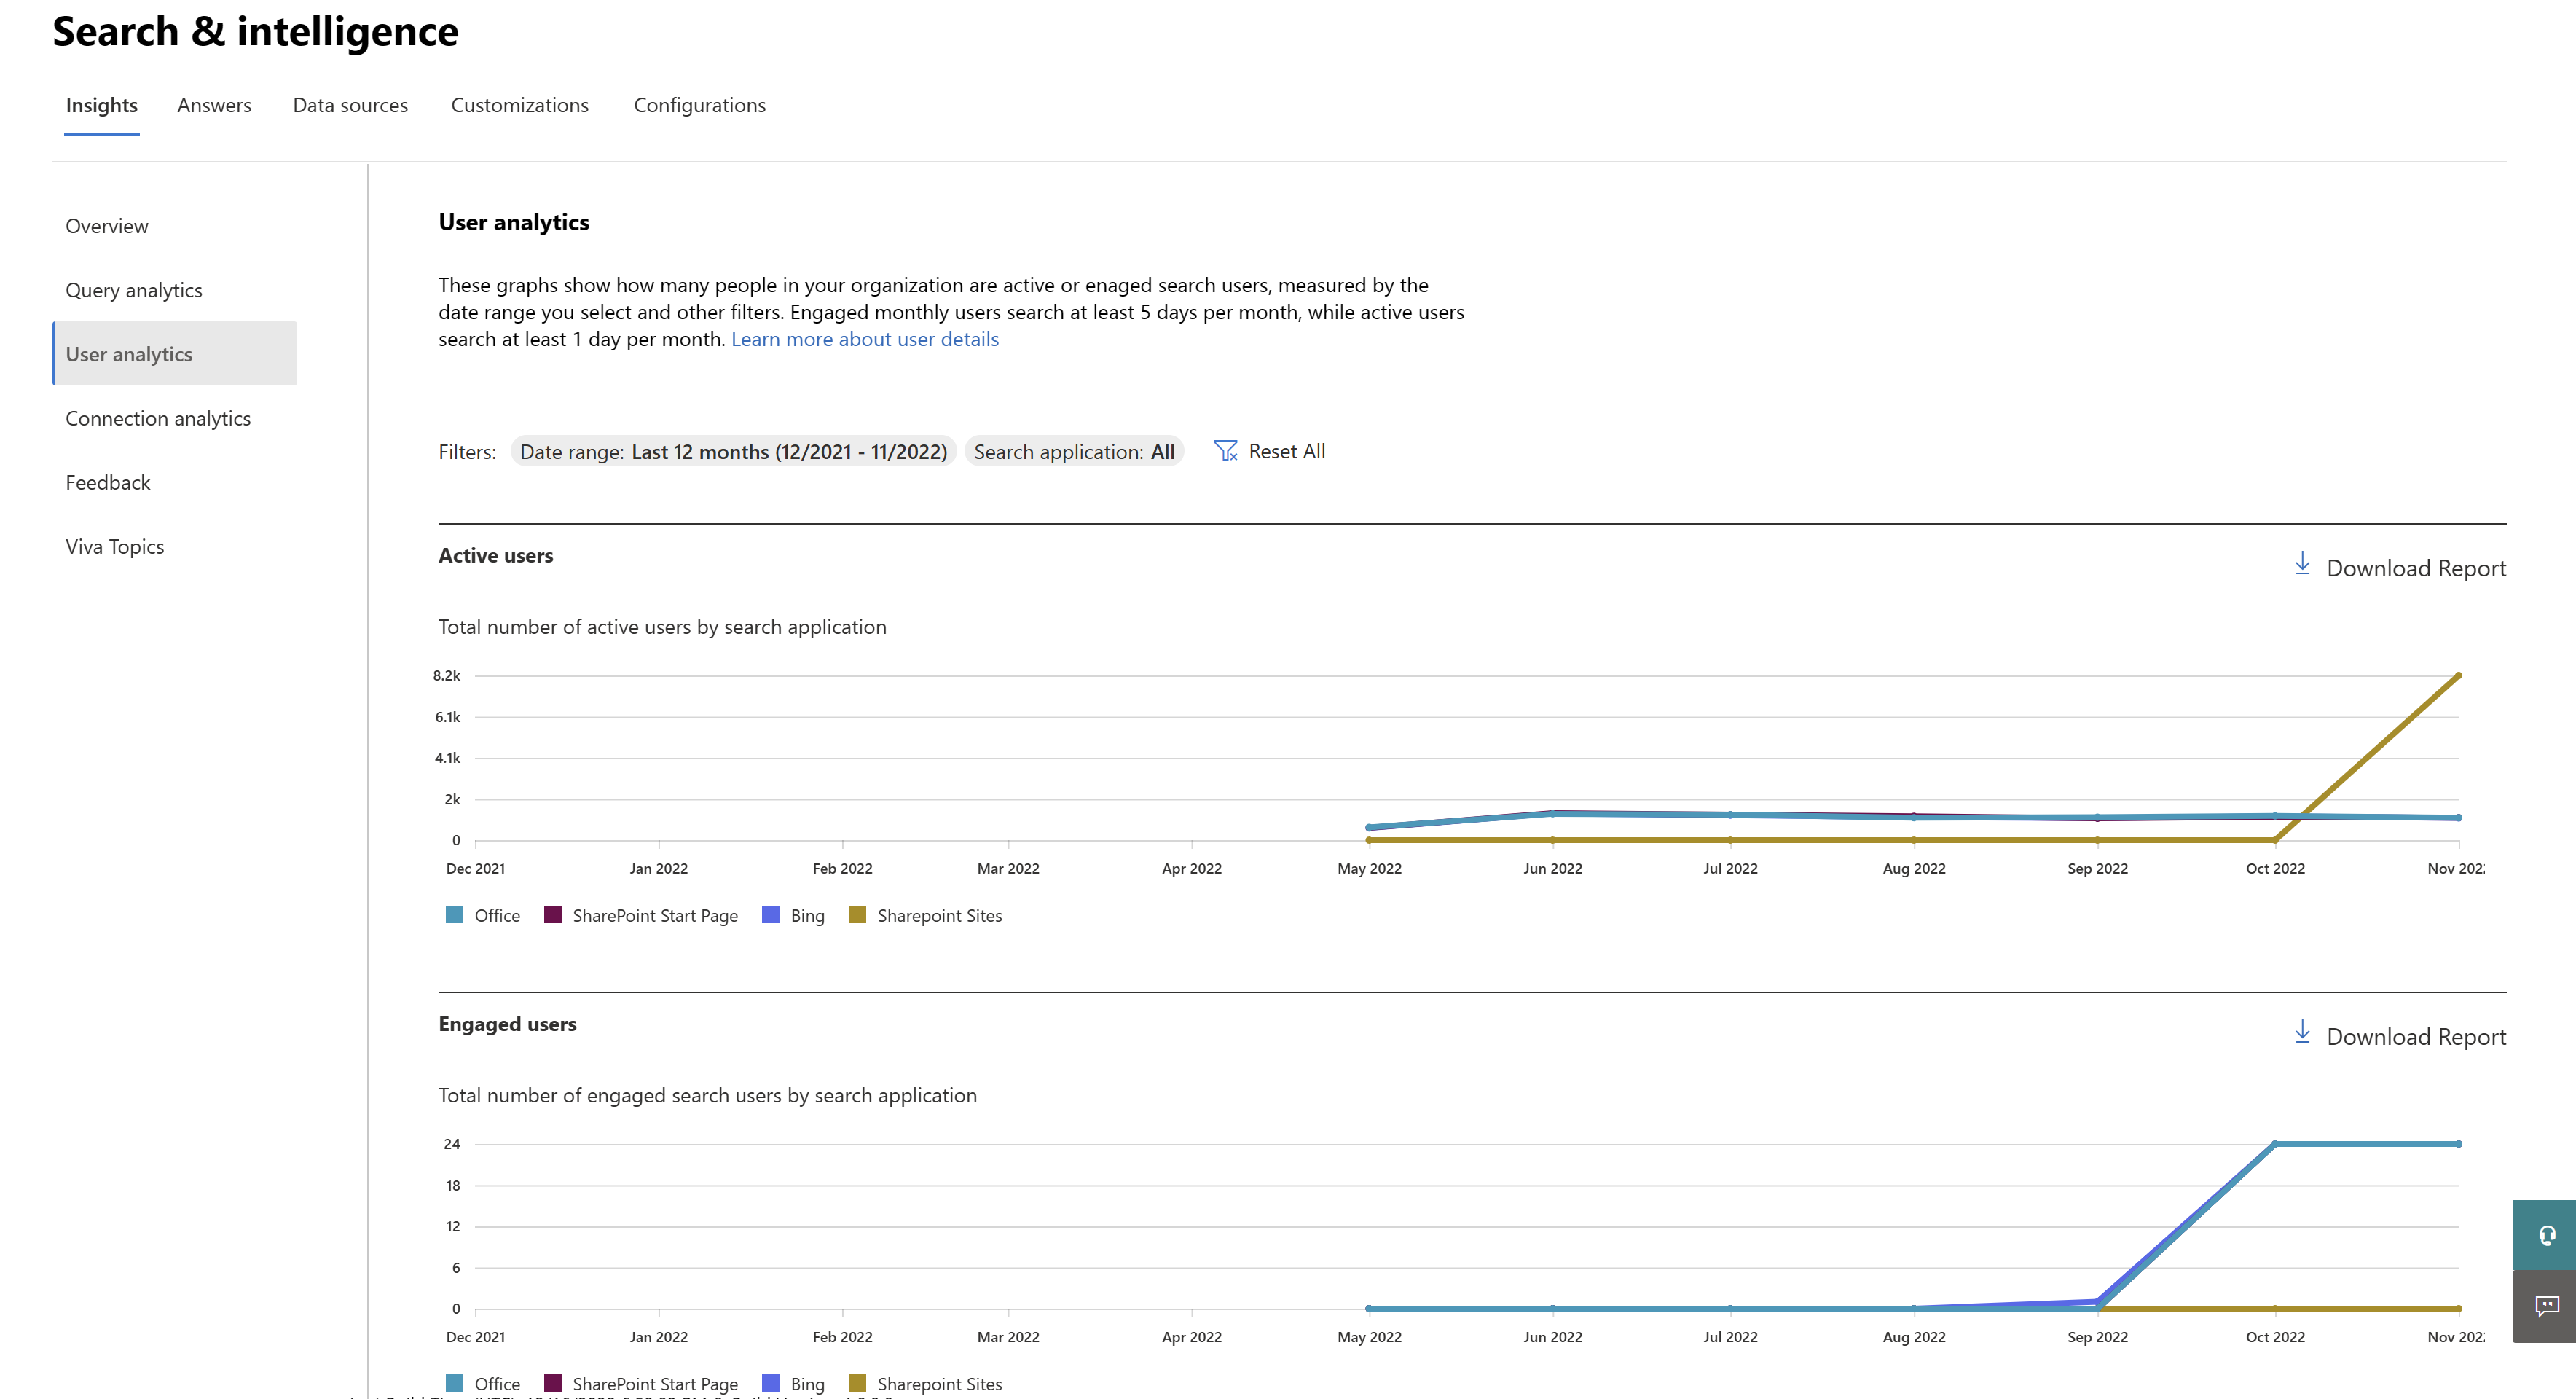 Search & intelligence
Insights
Answers
Data sources
Customizations
Configurations
Overview
Query analytics
User analytics
Connection analytics
Feedback
Viva Topics
User analytics
These graphs show how many people in your organization are active or enaged search users, measured by the
date range you select and other filters. Engaged monthly users search at least 5 days per month, while active users
search at least 1 day per month. Learn more about user details
Filters:
Date range: Last 12 months (12/2021 - 11/2022)
Search application: All
Reset All
Active users
Download Report
Total number of active users by search application
8.2k
6.1k
4.1k
2k
0
Dec 2021
Jan 2022
Feb 2022
Mar 2022
Apr 2022
May 2022
Jun 2022
Jul 2022
Aug 2022
Sep 2022
Oct 2022
Nov 202
Office
SharePoint Start Page
Bing
Sharepoint Sites
Engaged users
Download Report
Total number of engaged search users by search application
24
18
12
6
0
Dec 2021
Jan 2022
Feb 2022
Mar 2022
Apr 2022
May 2022
Jun 2022
Jul 2022
Aug 2022
Sep 2022
Oct 2022
Nov 202
Office
SharePoint Start Page
Bing
Sharepoint Sites